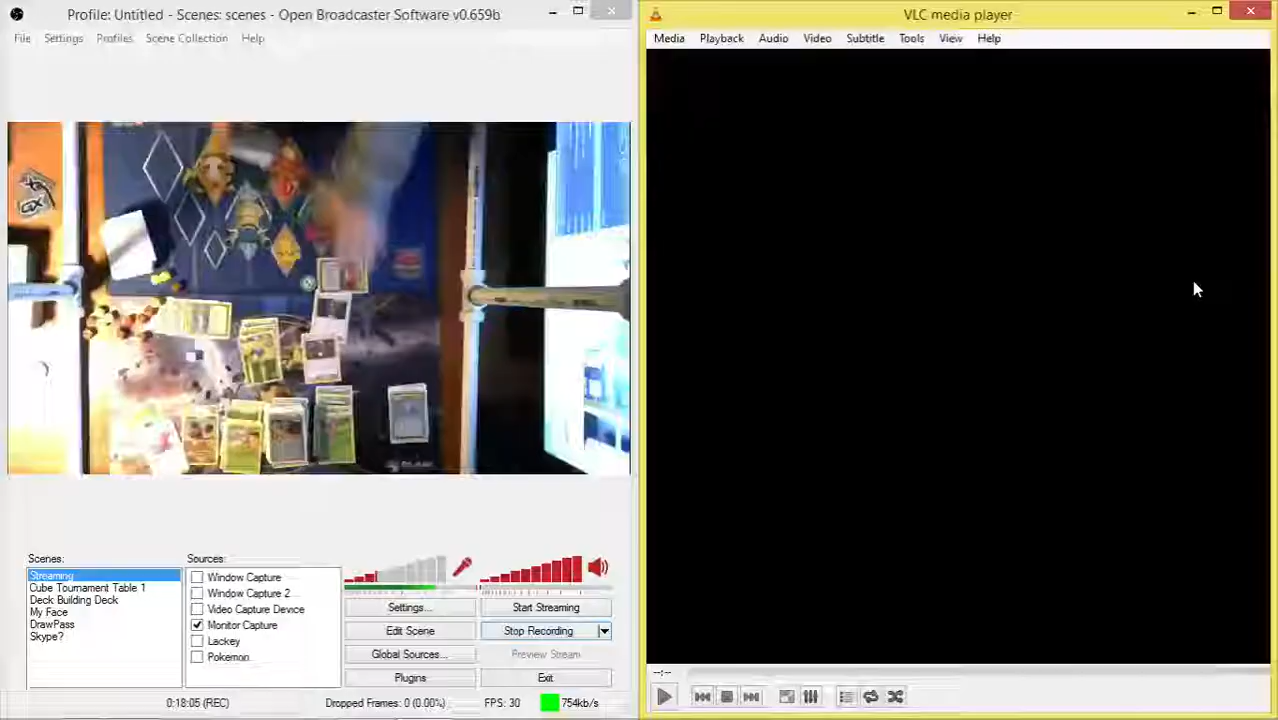 Profile: Untitled - Scenes: scenes - Open Broadcaster Software v0.659b
File Settings Profiles Scene Collection Help
GX
Scenes:
Streaming
Cube Tournament Table 1
Deck Building Deck
My Face
DrawPass
Skype?
Sources:
Window Capture
Window Capture 2
Video Capture Device
Monitor Capture
Lackey
Pokemon
Settings...
Start Streaming
Edit Scene
Stop Recording
Global Sources...
Preview Stream
Plugins
Exit
0:18:05 (REC)
Dropped Frames: 0 (0.00%)
FPS: 30
754kb/s
VLC media player
Media Playback Audio Video Subtitle Tools View Help
--:--